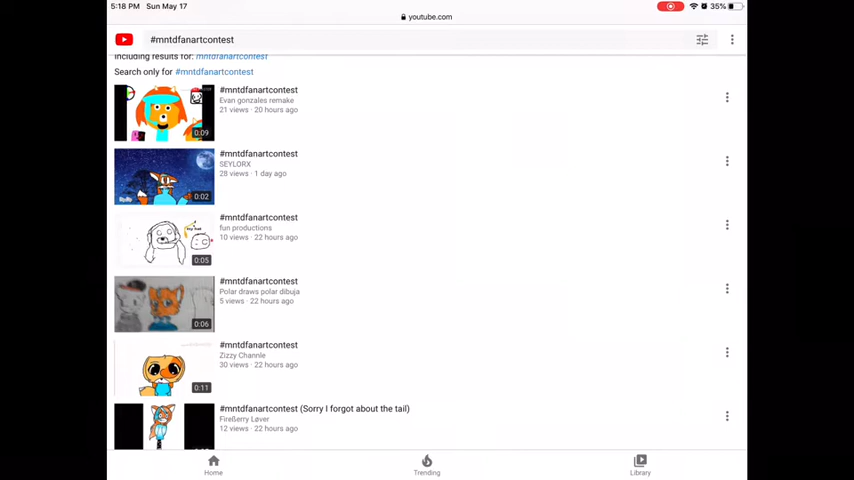 5:18 PM Sun May 17
35%
youtube.com
#mntdfanartcontest
Including results for: mntdfanartcontest
Search only for #mntdfanartcontest
#mntdfanartcontest
Evan gonzales remake
21 views · 20 hours ago
0:09
#mntdfanartcontest
SEYLORX
28 views · 1 day ago
0:02
#mntdfanartcontest
fun productions
10 views · 22 hours ago
0:05
#mntdfanartcontest
Polar draws polar dibuja
5 views · 22 hours ago
0:06
#mntdfanartcontest
Zizzy Channle
30 views · 22 hours ago
0:11
#mntdfanartcontest (Sorry I forgot about the tail)
FireBerry Løver
12 views · 22 hours ago
Home
Trending
Library